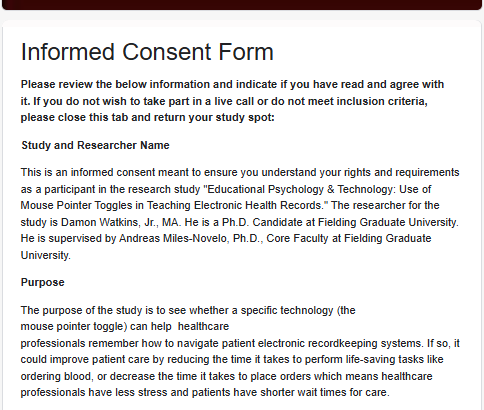 Informed Consent Form
Please review the below information and indicate if you have read and agree with
it. If you do not wish to take part in a live call or do not meet inclusion criteria,
please close this tab and return your study spot:
Study and Researcher Name
This is an informed consent meant to ensure you understand your rights and requirements
as a participant in the research study "Educational Psychology & Technology: Use of
Mouse Pointer Toggles in Teaching Electronic Health Records." The researcher for the
study is Damon Watkins, Jr., MA. He is a Ph.D. Candidate at Fielding Graduate University.
He is supervised by Andreas Miles-Novelo, Ph.D., Core Faculty at Fielding Graduate
University.
Purpose
The purpose of the study is to see whether a specific technology (the
mouse pointer toggle) can help  healthcare
professionals remember how to navigate patient electronic recordkeeping systems. If so, it
could improve patient care by reducing the time it takes to perform life-saving tasks like
ordering blood, or decrease the time it takes to place orders which means healthcare
professionals have less stress and patients have shorter wait times for care.